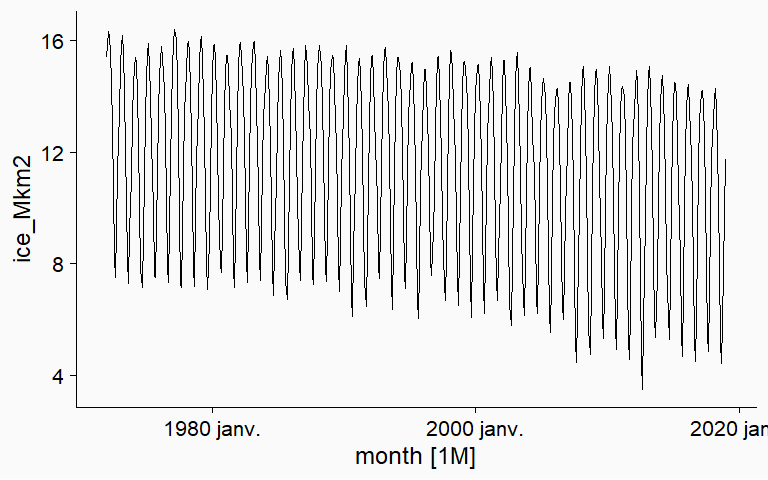 16
12
8
4
ice_Mkm2
1980 janv.
2000 janv.
2020 jan
month [1M]